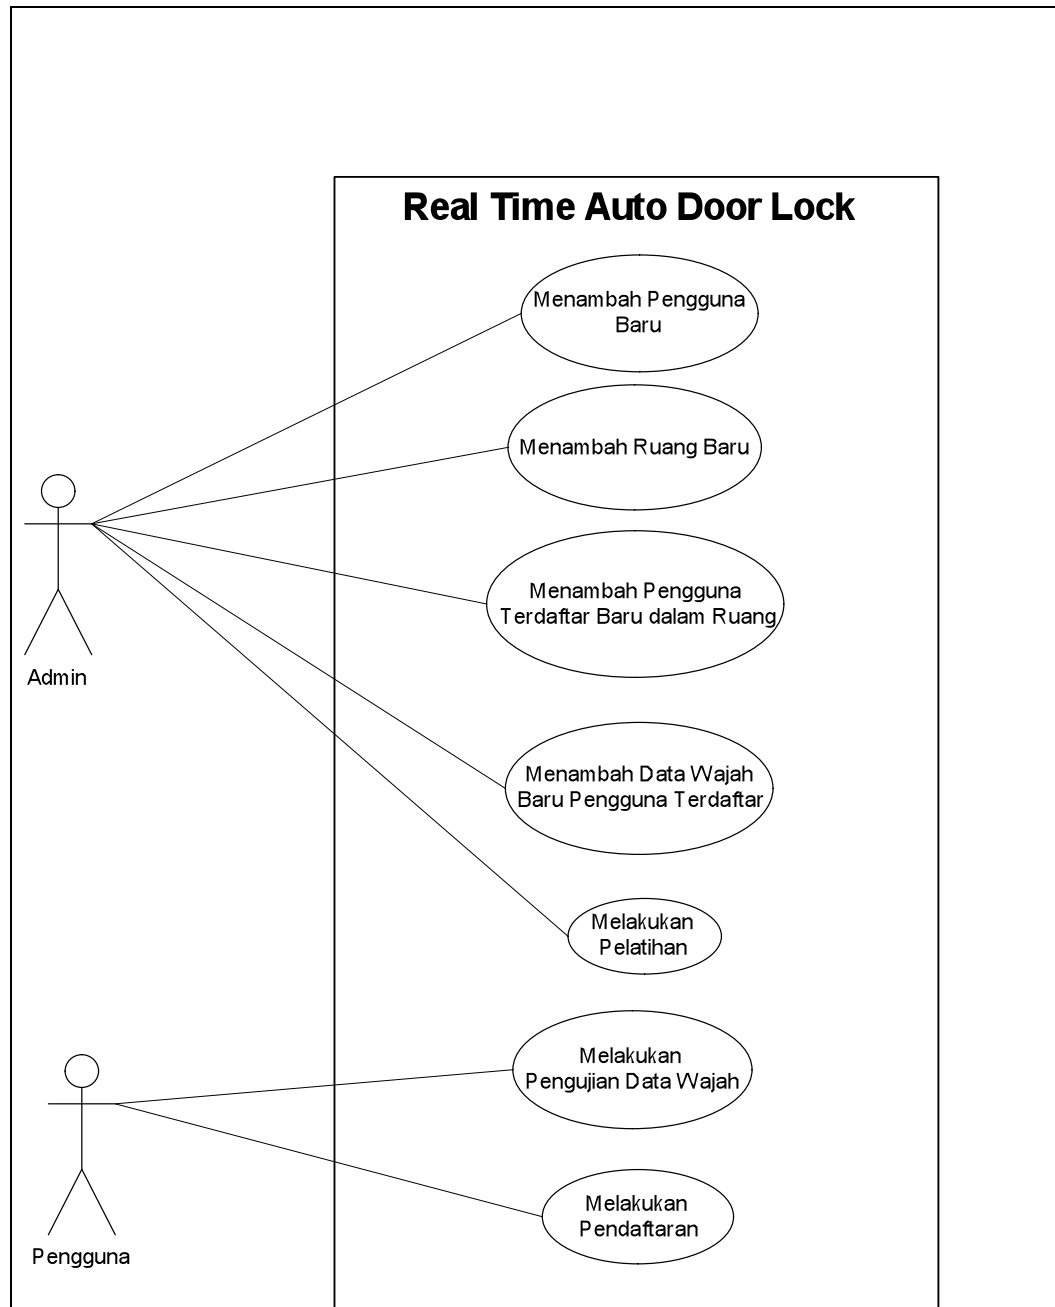 Real Time Auto Door Lock
Menambah Pengguna
Baru
Menambah Ruang Baru
Menambah Pengguna
Terdaftar Baru dalam Ruang
Admin
Menambah Data Wajah
Baru Pengguna Terdaftar
Melakukan
Pelatihan
Melakukan
Pengujian Data Wajah
Melakukan
Pendaftaran
Pengguna